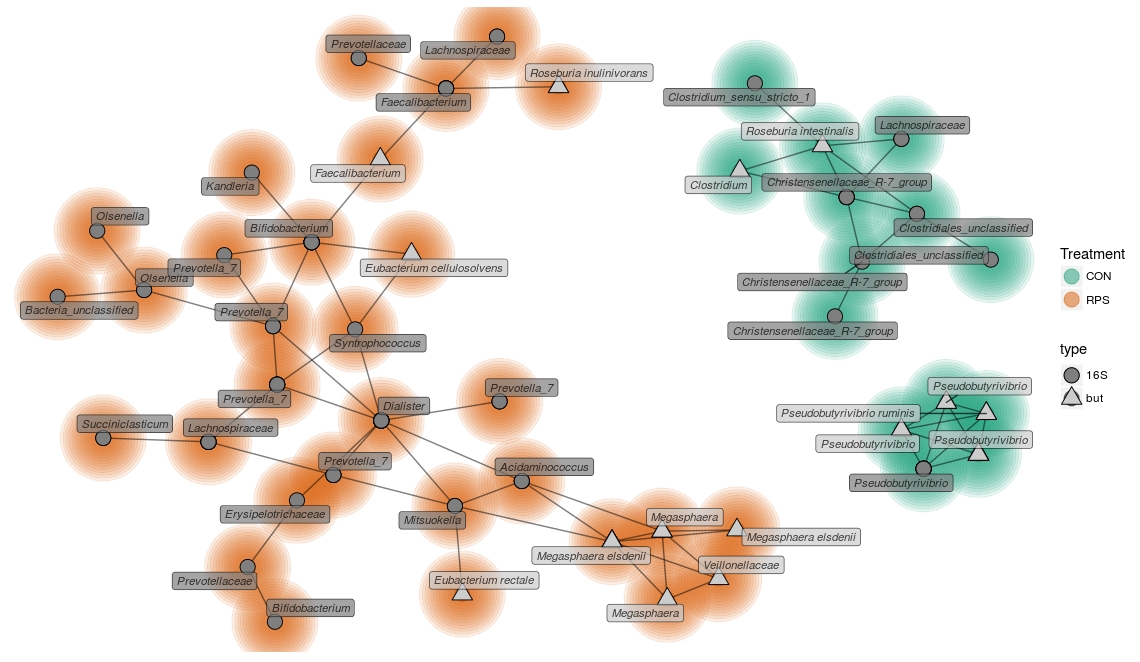 Prevotellaceae
Lachnospiraceae
Roseburia inulinivorans
Faecalibacterium
Clostridium_sensu_stricto_1
Roseburia intestinalis
Lachnospiraceae
Faecalibacterium
Kandleria
Clostridium
Christensenellaceae_R-7_group
Olsenella
Bifidobacterium
Clostridiales_unclassified
Prevotella_7
Eubacterium cellulosolvens
Clostridiales_unclassified
Olsenella
Christensenellaceae_R-7_group
Bacteria_unclassified
Prevotella_7
Christensenellaceae_R-7_group
Syntrophococcus
Treatment
CON
RPS
type
16S
but
Prevotella_7
Prevotella_7
Pseudobutyrivibrio
Dialister
Pseudobutyrivibrio ruminis
Succiniclasticum
Lachnospiraceae
Pseudobutyrivibrio
Pseudobutyrivibrio
Prevotella_7
Acidaminococcus
Pseudobutyrivibrio
Erysipelotrichaceae
Mitsuokella
Megasphaera
Megasphaera elsdenii
Megasphaera elsdenii
Veillonellaceae
Prevotellaceae
Eubacterium rectale
Bifidobacterium
Megasphaera